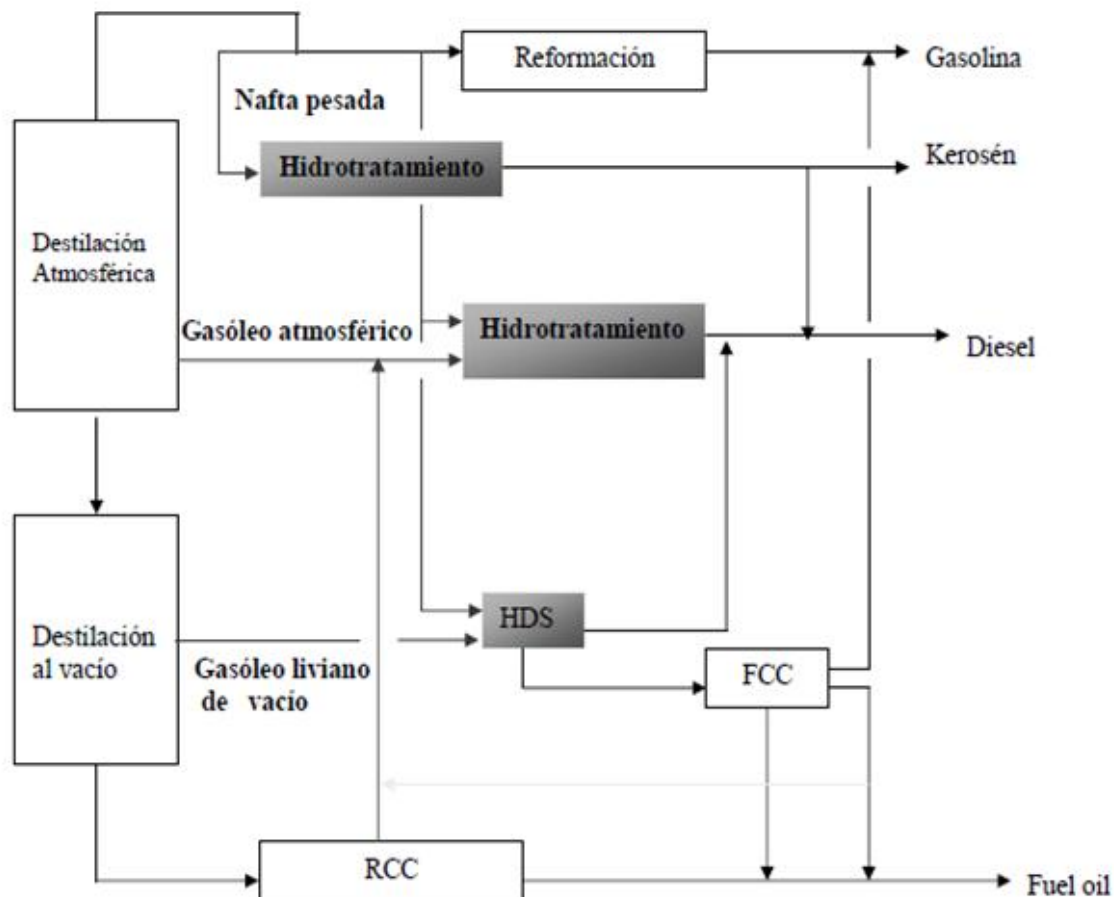 Reformación
Gasolina
Nafta pesada
Kerosén
Hidrotratamiento
Destilación
Atmosférica
Gasóleo atmosférico
Hidrotratamiento
Diesel
HDS
Destilación
al vacío
Gasóleo liviano
de vacío
FCC
RCC
Fuel oil